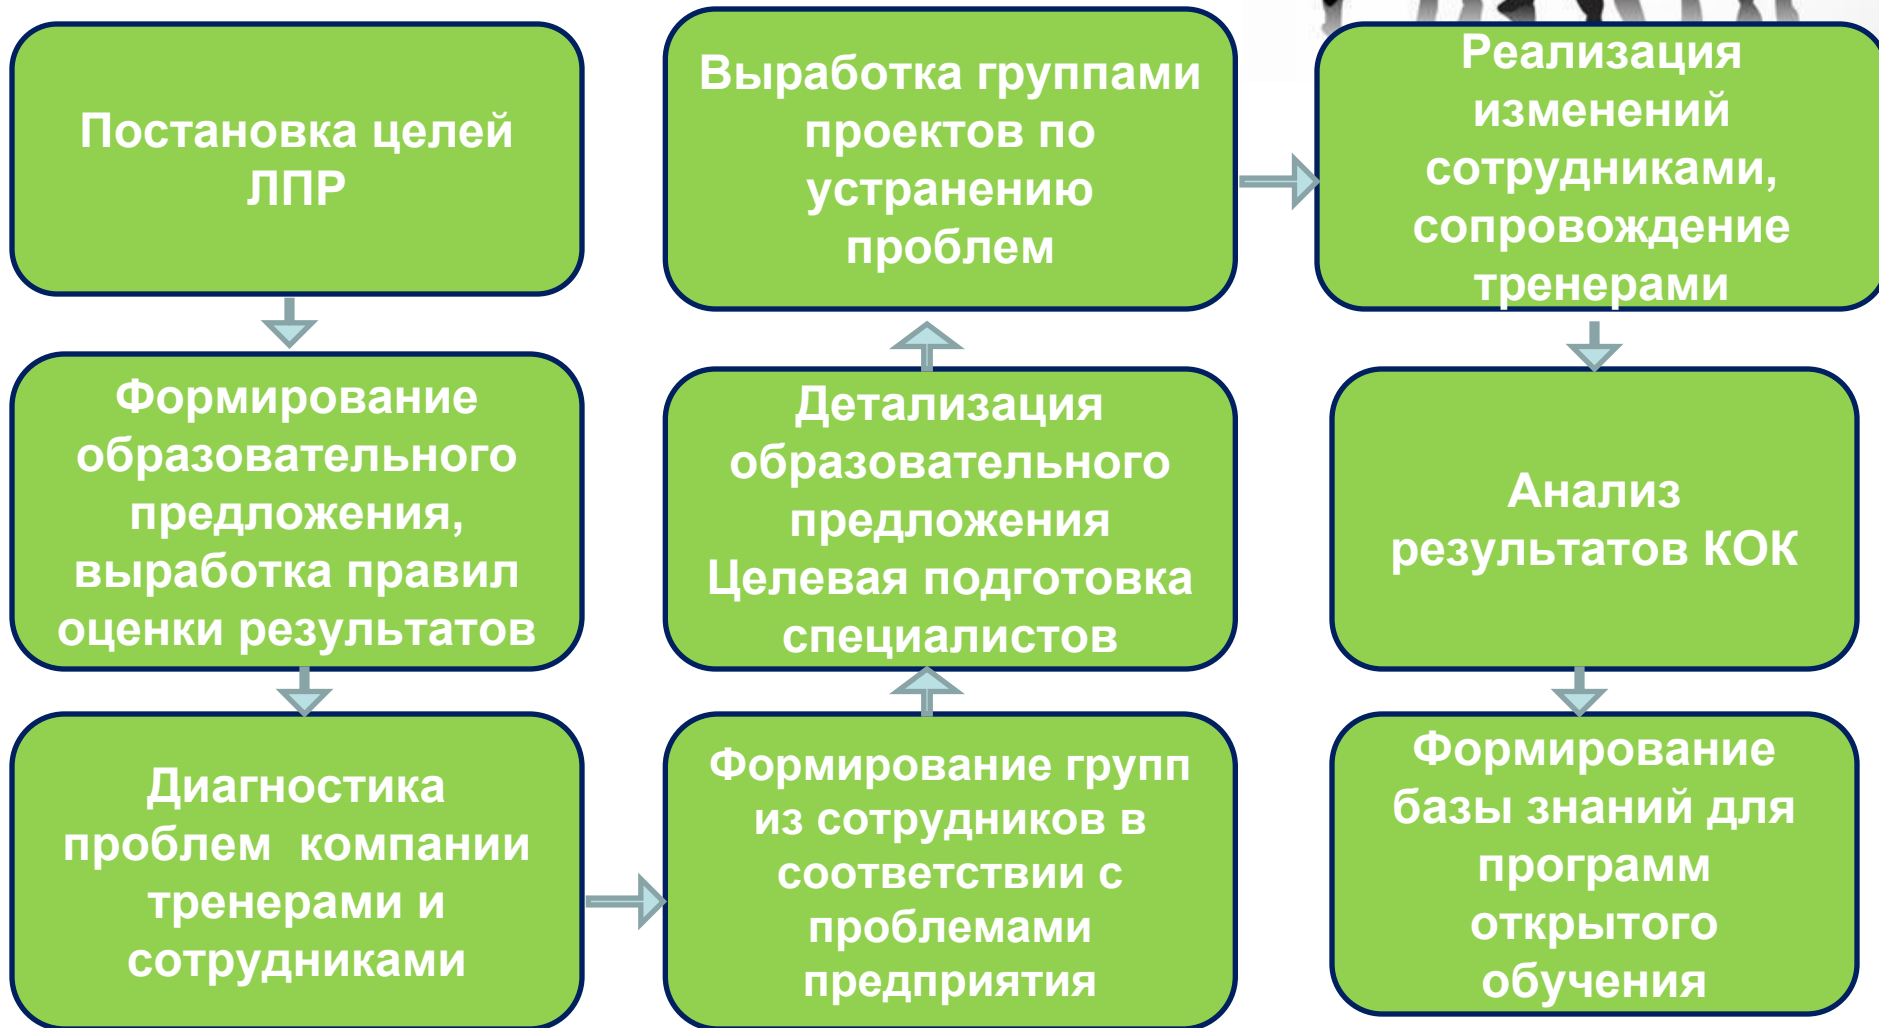 Постановка целей
ЛПР
Формирование
образовательного
предложения,
выработка правил
оценки результатов
Диагностика
проблем компании
тренерами и
сотрудниками
Формирование групп
из сотрудников в
соответствии с
проблемами
предприятия
Детализация
образовательного
предложения
Целевая подготовка
специалистов
Выработка группами
проектов по
устранению
проблем
Реализация
изменений
сотрудниками,
сопровождение
тренерами
Анализ
результатов КОК
Формирование
базы знаний для
программ
открытого
обучения